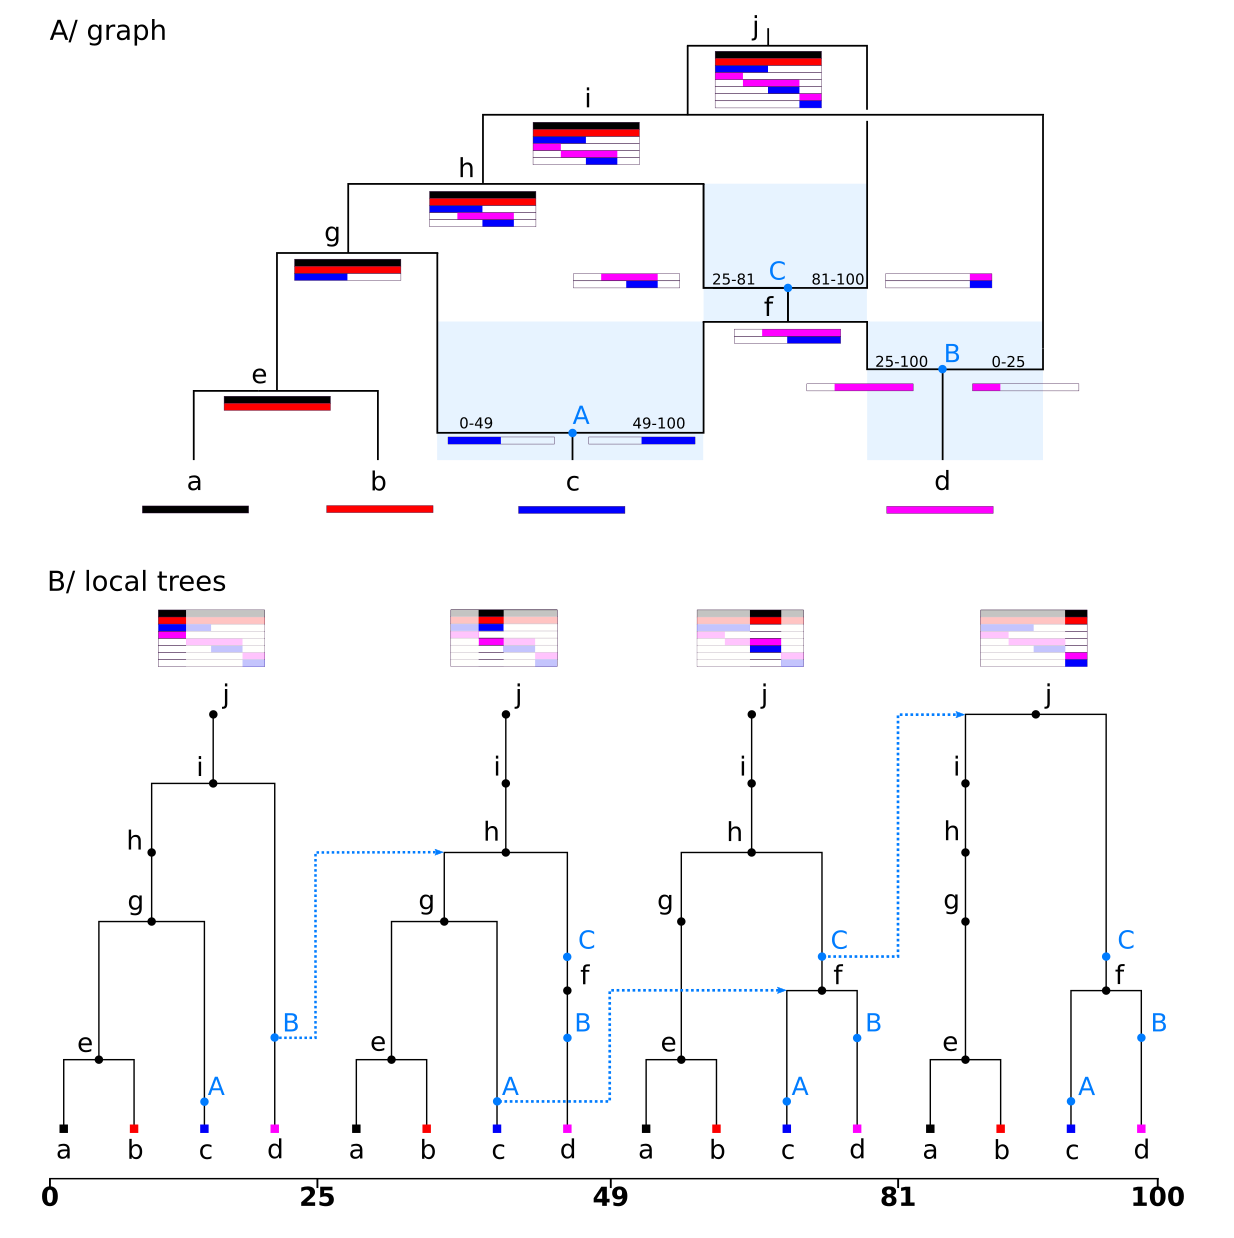 A/ graph
j
i
h
g
25-81 C 81-100
f
e
25-100 B 0-25
0-49 A 49-100
a b c d
B/ local trees
j j j j
i i i i
h h h h
g g g g
C C C
f f f
B B B B
e e e e
A A A A
a b c d a b c d a b c d a b c d
0 25 49 81 100